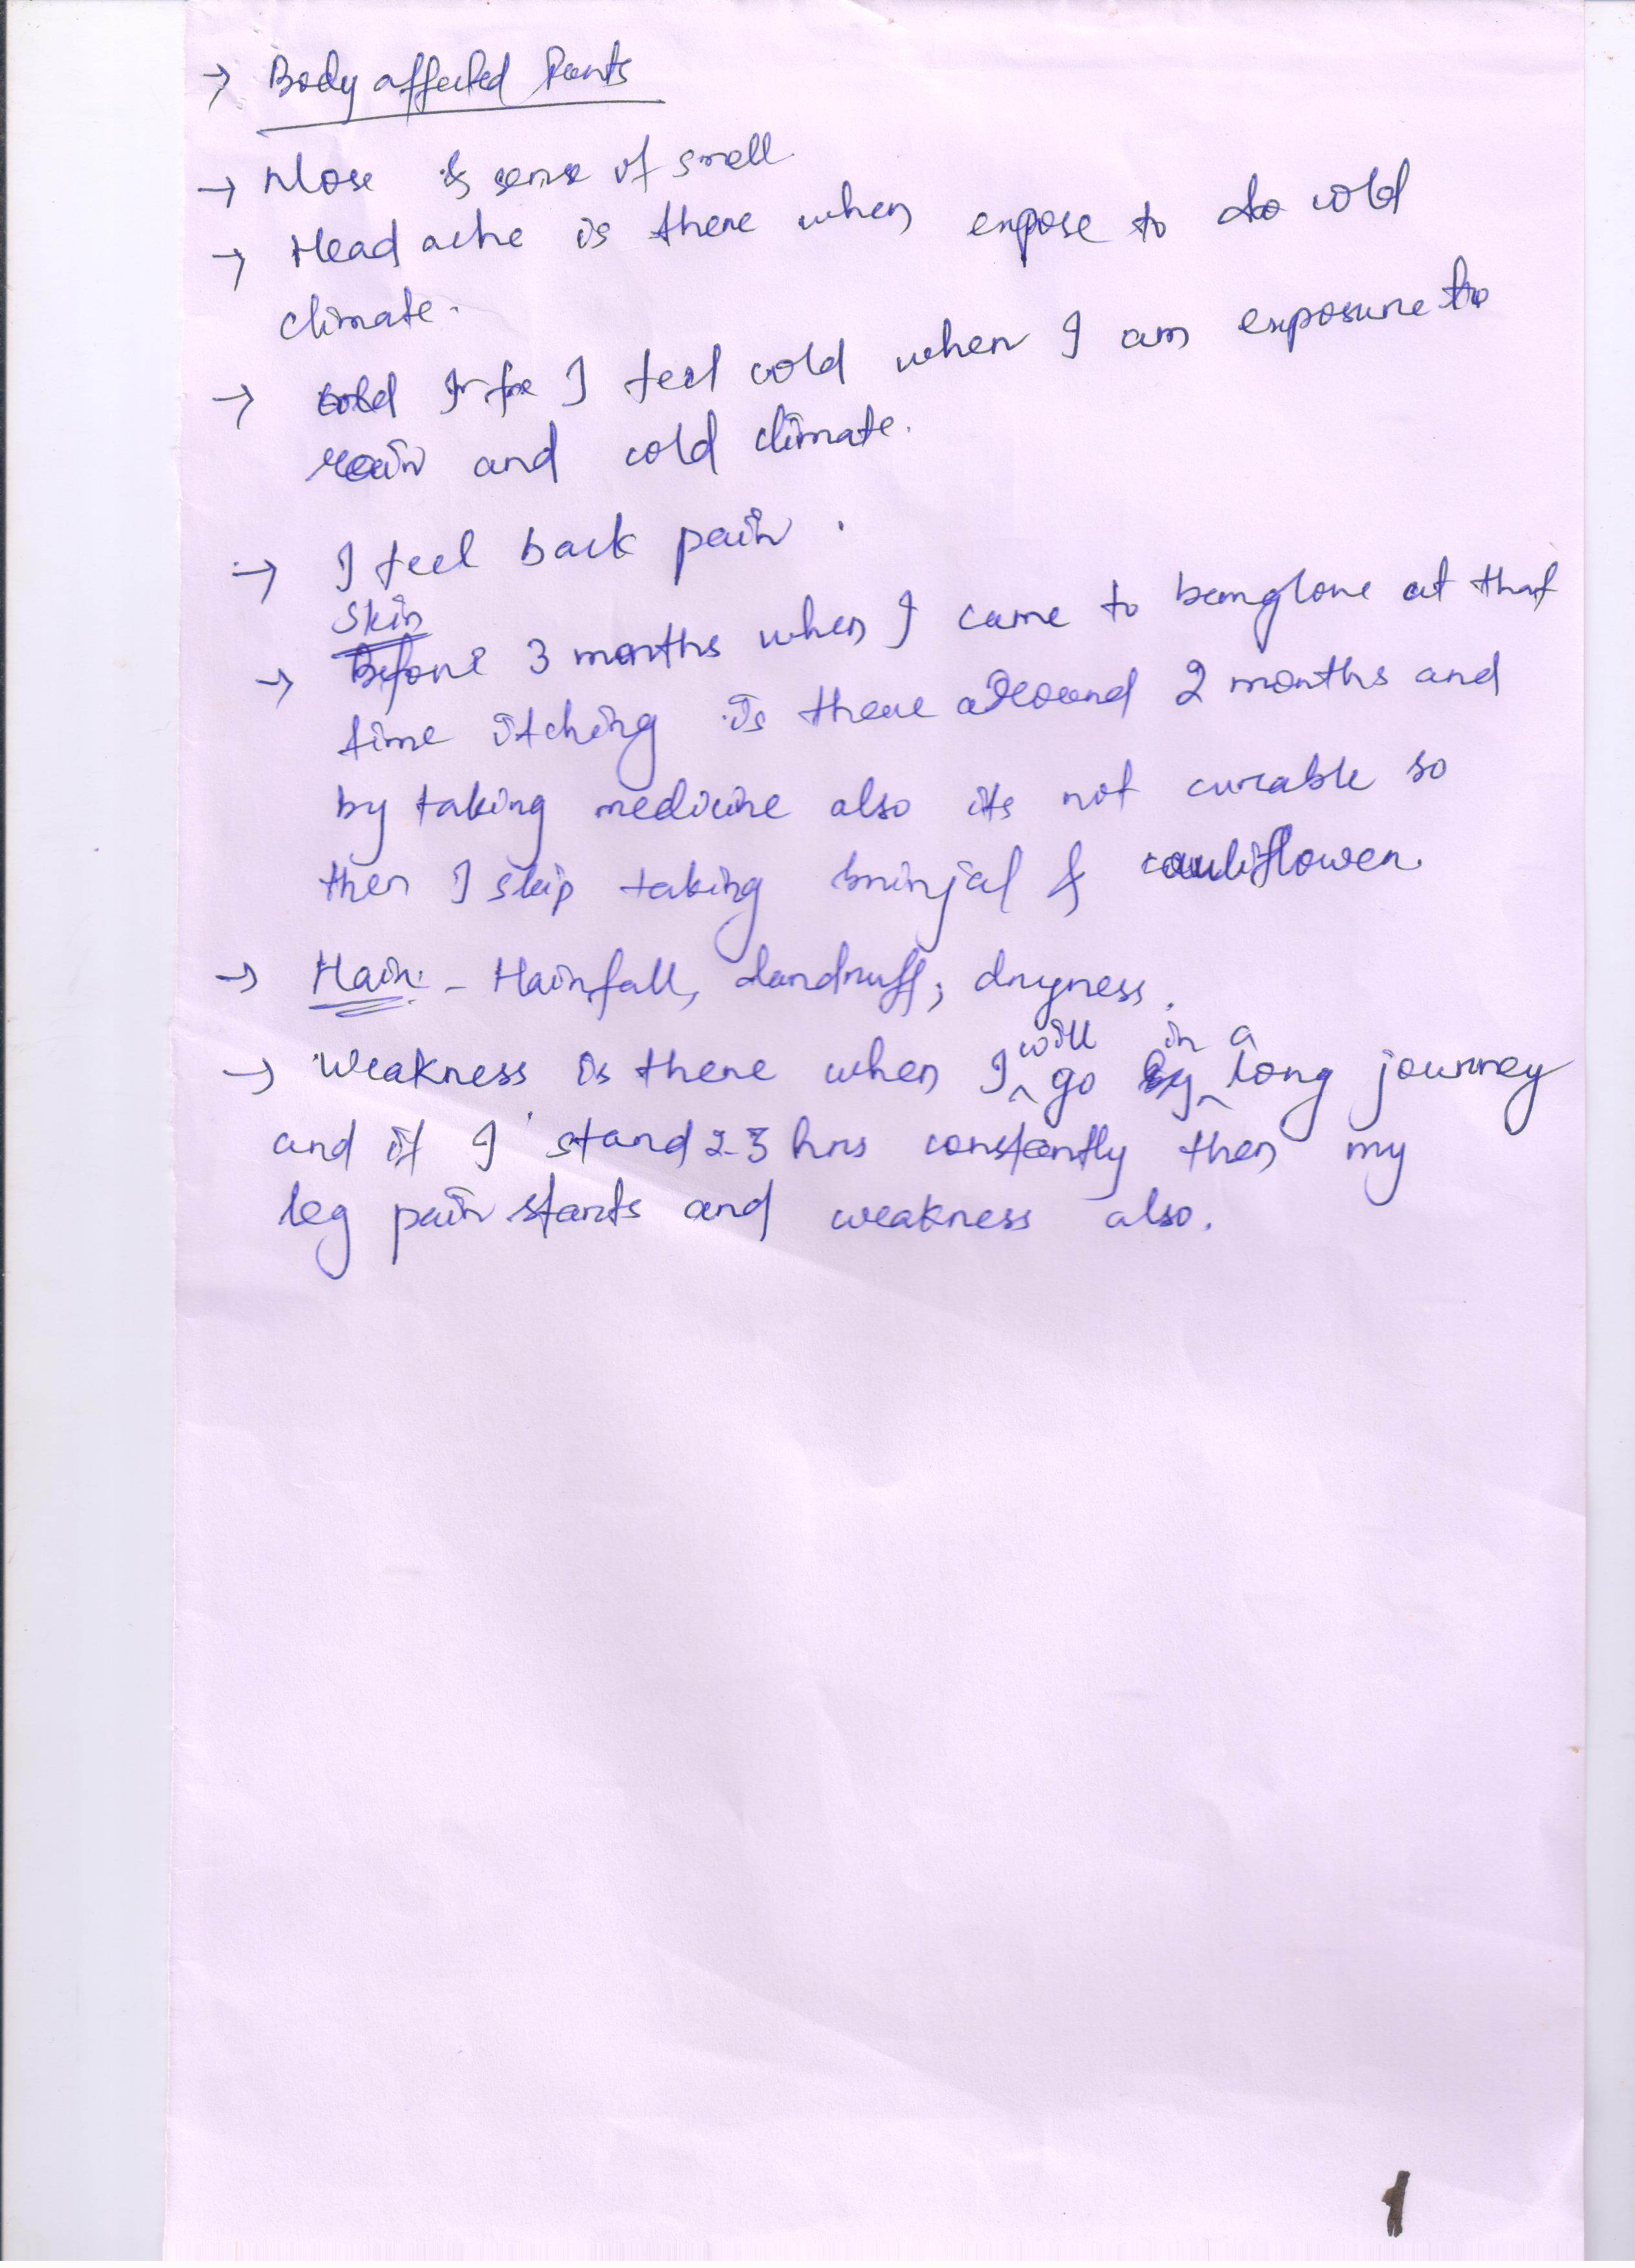 → Body affected Parts
→ Nose is sense of smell.
→ Head ache is there when expose to to cold
climate.
→ cold I fee I feel cold when I am exposure to
rain and cold climate.
→ I feel back pain.
Skin
→ Before 3 months when I came to banglore at that
time itching is there around 2 months and
by taking medicine also its not curable so
then I skip taking brinjal & cauliflower.
→ Hair:- Hairfall, dandruff, dryness.
will in a
→ Weakness is there when I ^ go ^ long journey
and if I stand 2-3 hrs constantly then my
leg pain starts and weakness also.
1